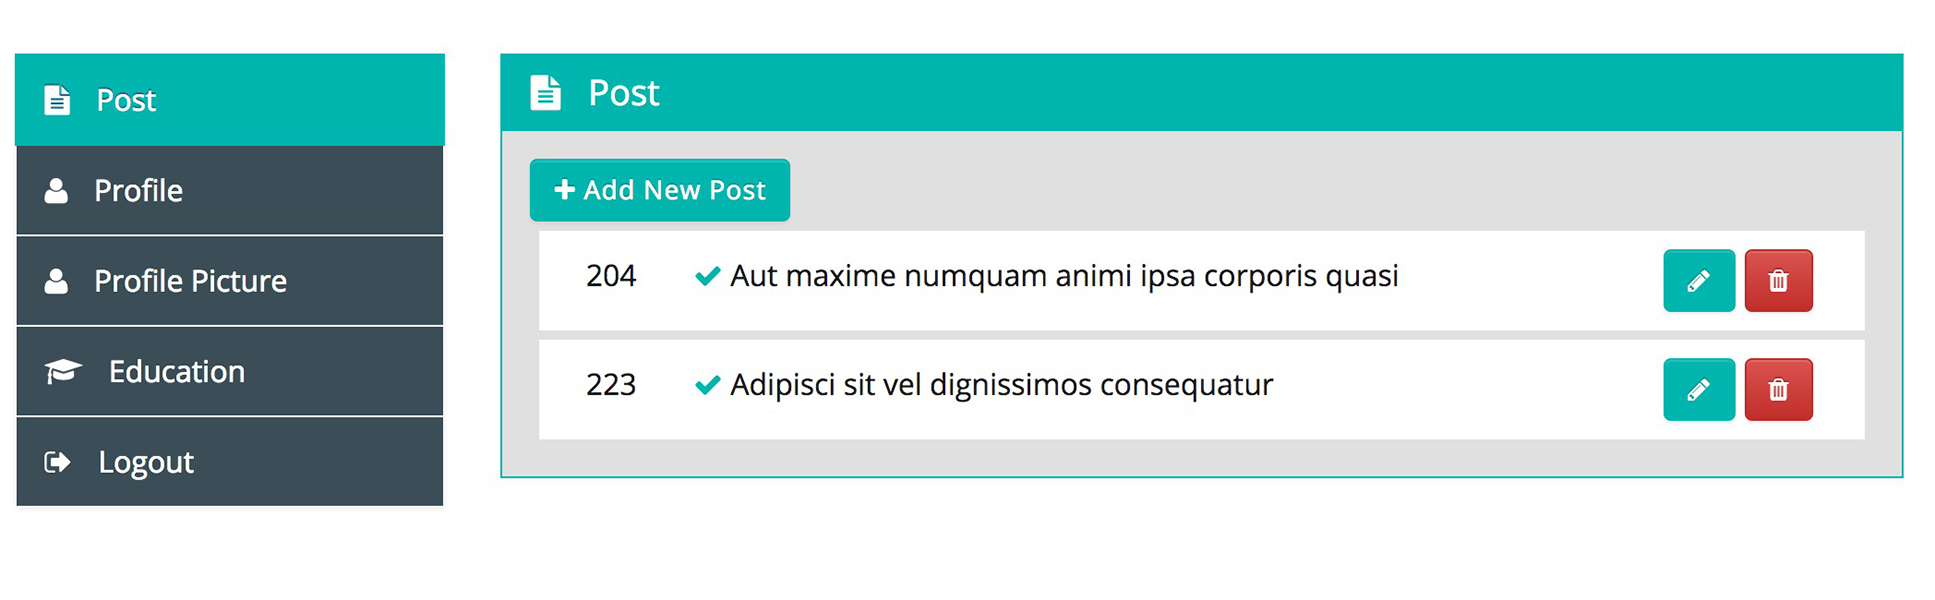 Post
Profile
Profile Picture
Education
Logout
Post
Add New Post
204 Aut maxime numquam animi ipsa corporis quasi
223 Adipisci sit vel dignissimos consequatur